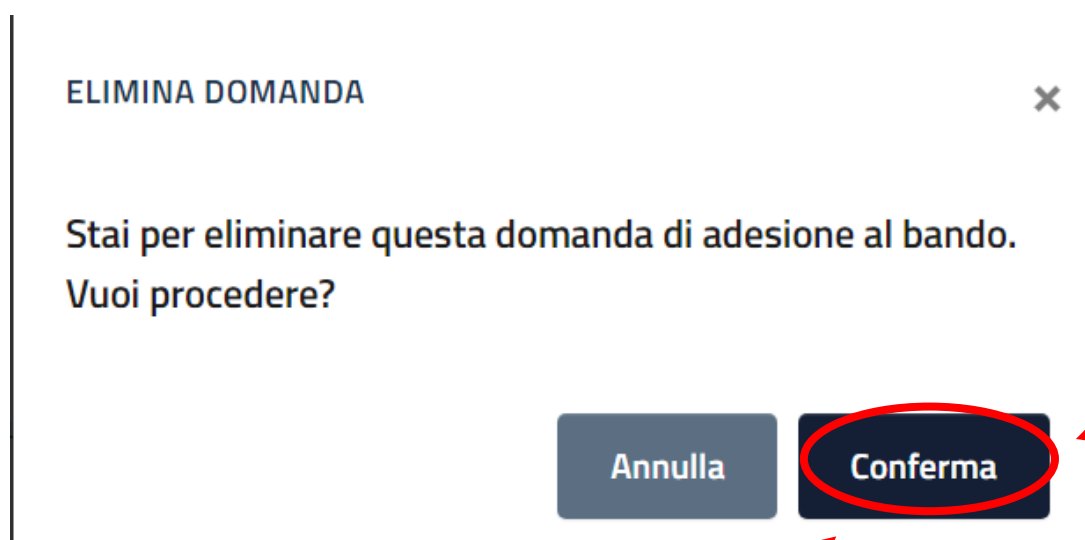 ELIMINA DOMANDA
Stai per eliminare questa domanda di adesione al bando.
Vuoi procedere?
Annulla Conferma